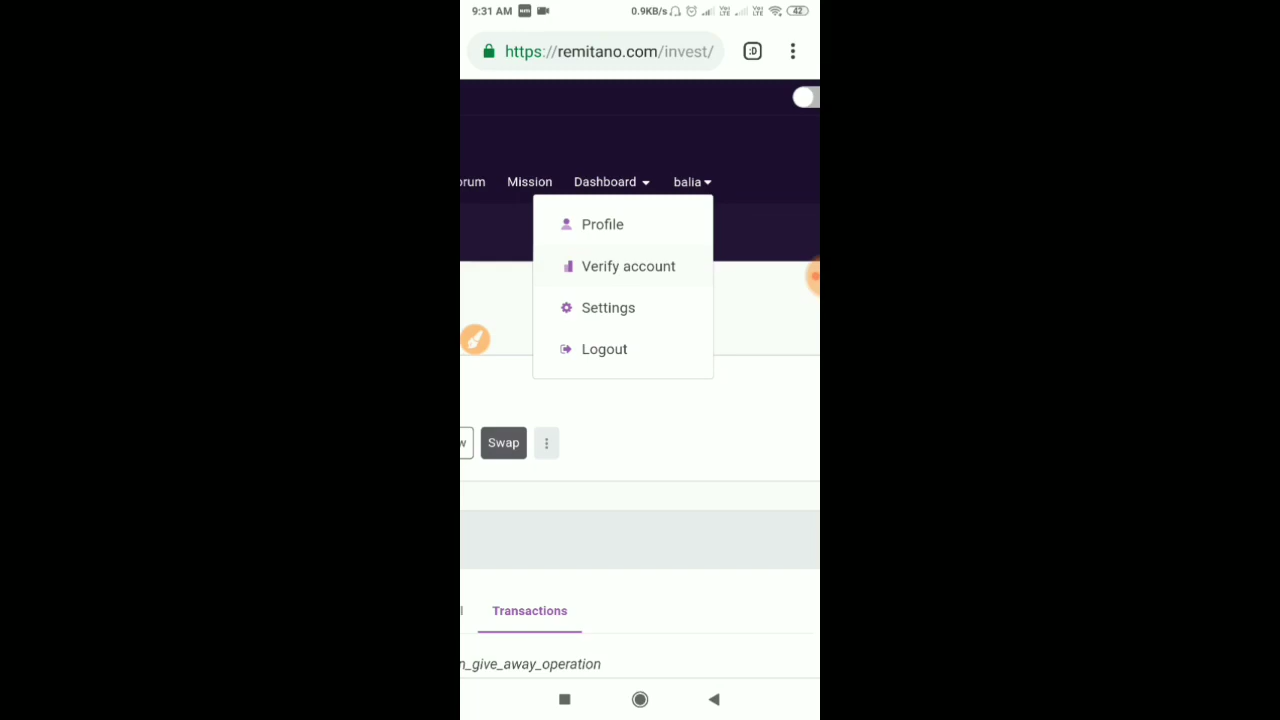 9:31 AM 0.9KB/s 42
https://remitano.com/invest/ :D
orum Mission Dashboard balia
Profile
Verify account
Settings
Logout
w Swap
l Transactions
n_give_away_operation